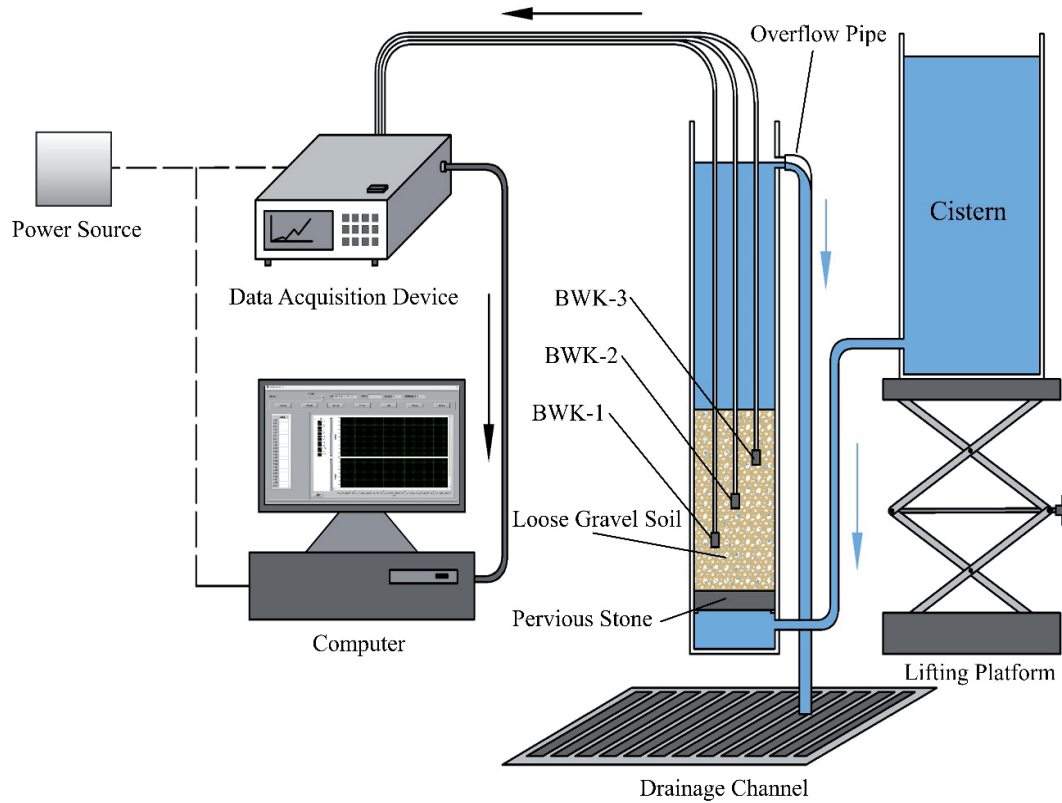 Overflow Pipe
Cistern
Power Source
Data Acquisition Device
BWK-3
BWK-2
BWK-1
Loose Gravel Soil
Pervious Stone
Computer
Lifting Platform
Drainage Channel